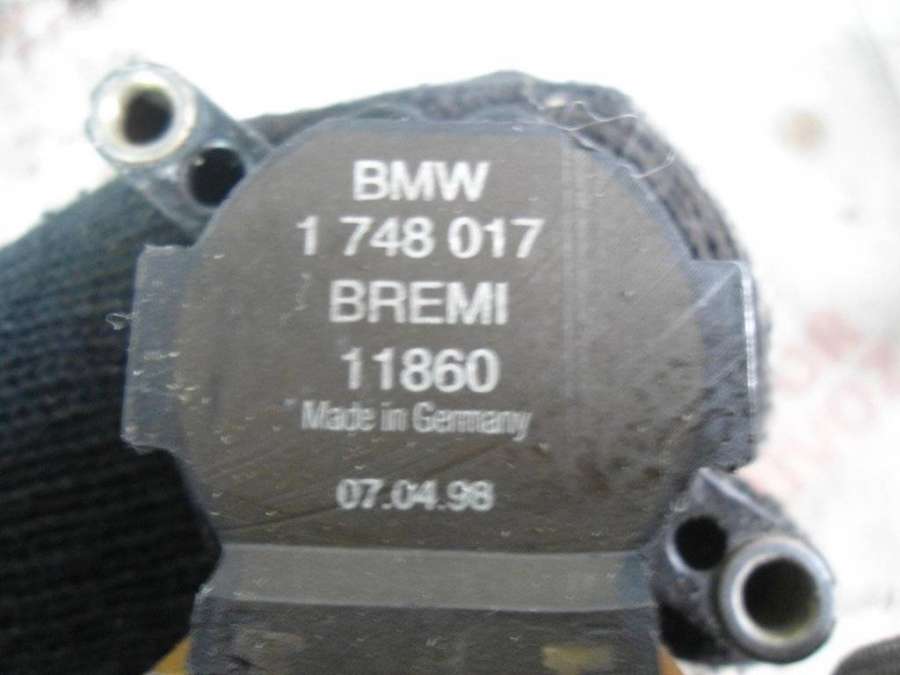 BMW
1 748 017
BREMI
11860
Made in Germany
07.04.98